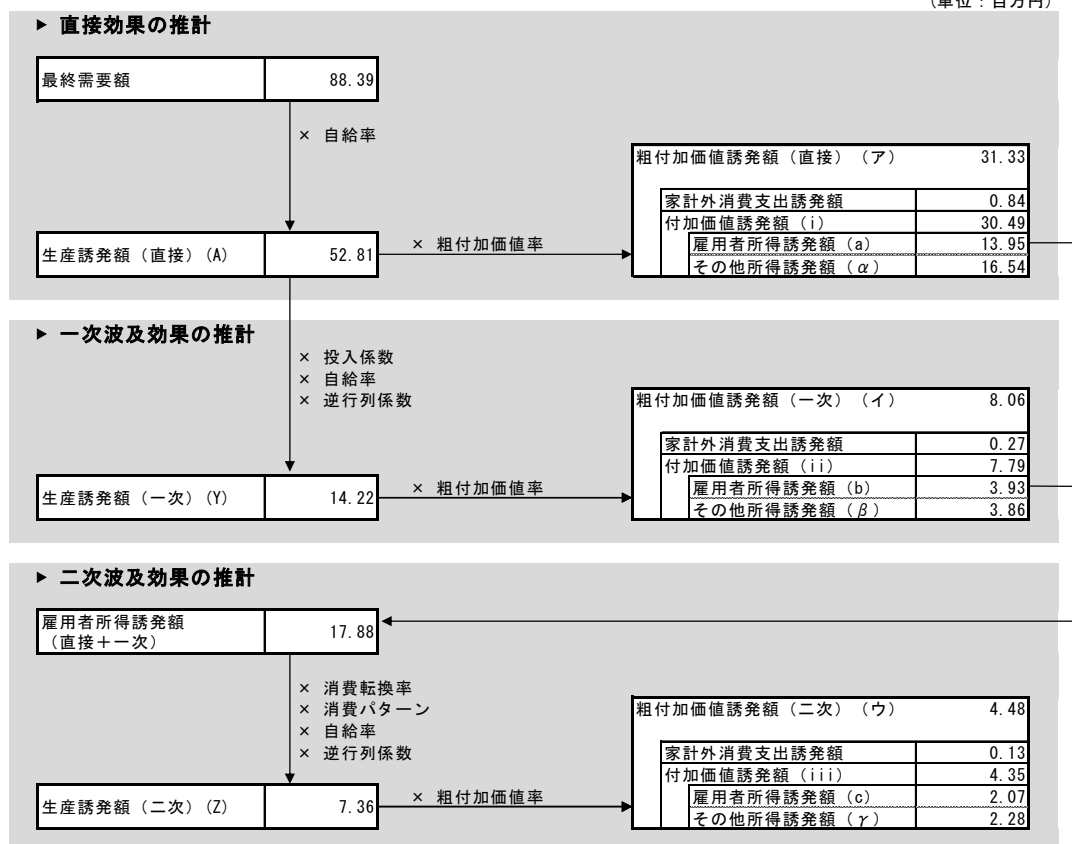 （単位：百万円）
▶ 直接効果の推計
最終需要額 88.39
× 自給率
粗付加価値誘発額（直接）（ア） 31.33
家計外消費支出誘発額 0.84
付加価値誘発額（i） 30.49
雇用者所得誘発額（a） 13.95
その他所得誘発額（α） 16.54
生産誘発額（直接）(A) 52.81
× 粗付加価値率
▶ 一次波及効果の推計
× 投入係数
× 自給率
× 逆行列係数
粗付加価値誘発額（一次）（イ） 8.06
家計外消費支出誘発額 0.27
付加価値誘発額（ii） 7.79
雇用者所得誘発額（b） 3.93
その他所得誘発額（β） 3.86
生産誘発額（一次）(Y) 14.22
× 粗付加価値率
▶ 二次波及効果の推計
雇用者所得誘発額
（直接＋一次） 17.88
× 消費転換率
× 消費パターン
× 自給率
× 逆行列係数
粗付加価値誘発額（二次）（ウ） 4.48
家計外消費支出誘発額 0.13
付加価値誘発額（iii） 4.35
雇用者所得誘発額（c） 2.07
その他所得誘発額（γ） 2.28
生産誘発額（二次）(Z) 7.36
× 粗付加価値率